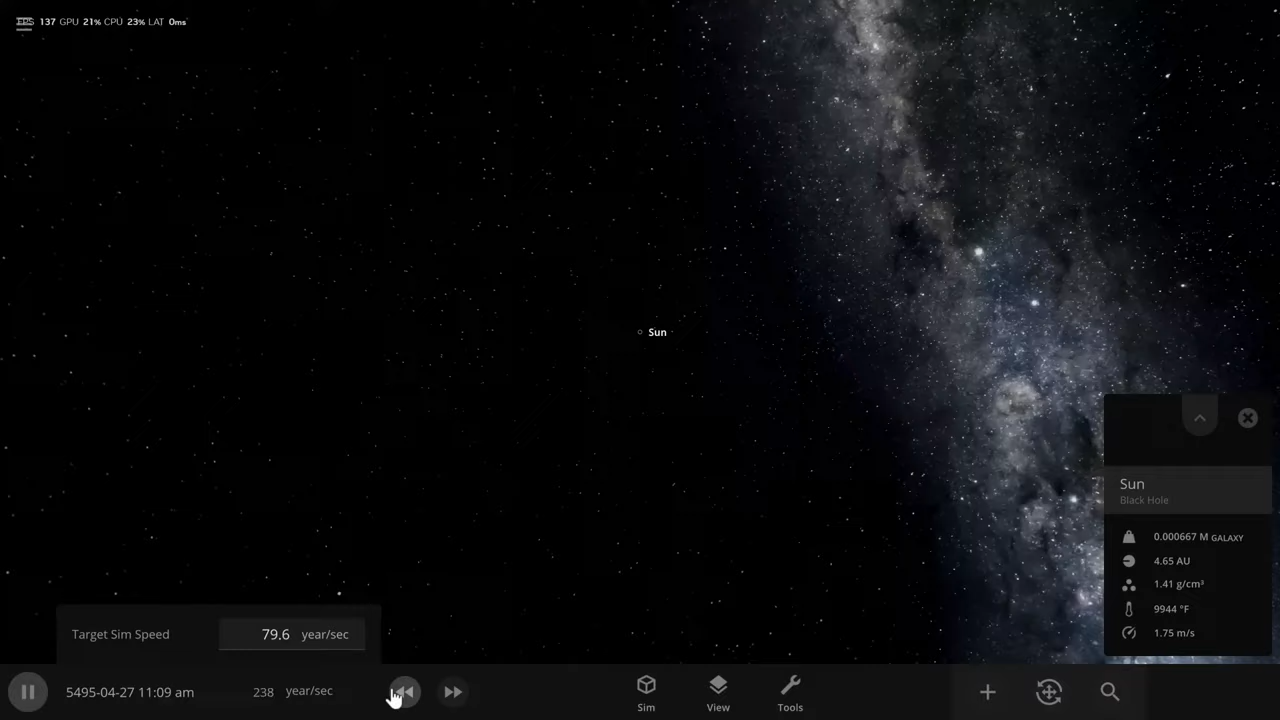 FPS 137 GPU 21% CPU 23% LAT 0ms
Sun
Sun
Black Hole
0.000667 M GALAXY
4.65 AU
1.41 g/cm³
9944 °F
1.75 m/s
Target Sim Speed 79.6 year/sec
5495-04-27 11:09 am 238 year/sec
Sim View Tools